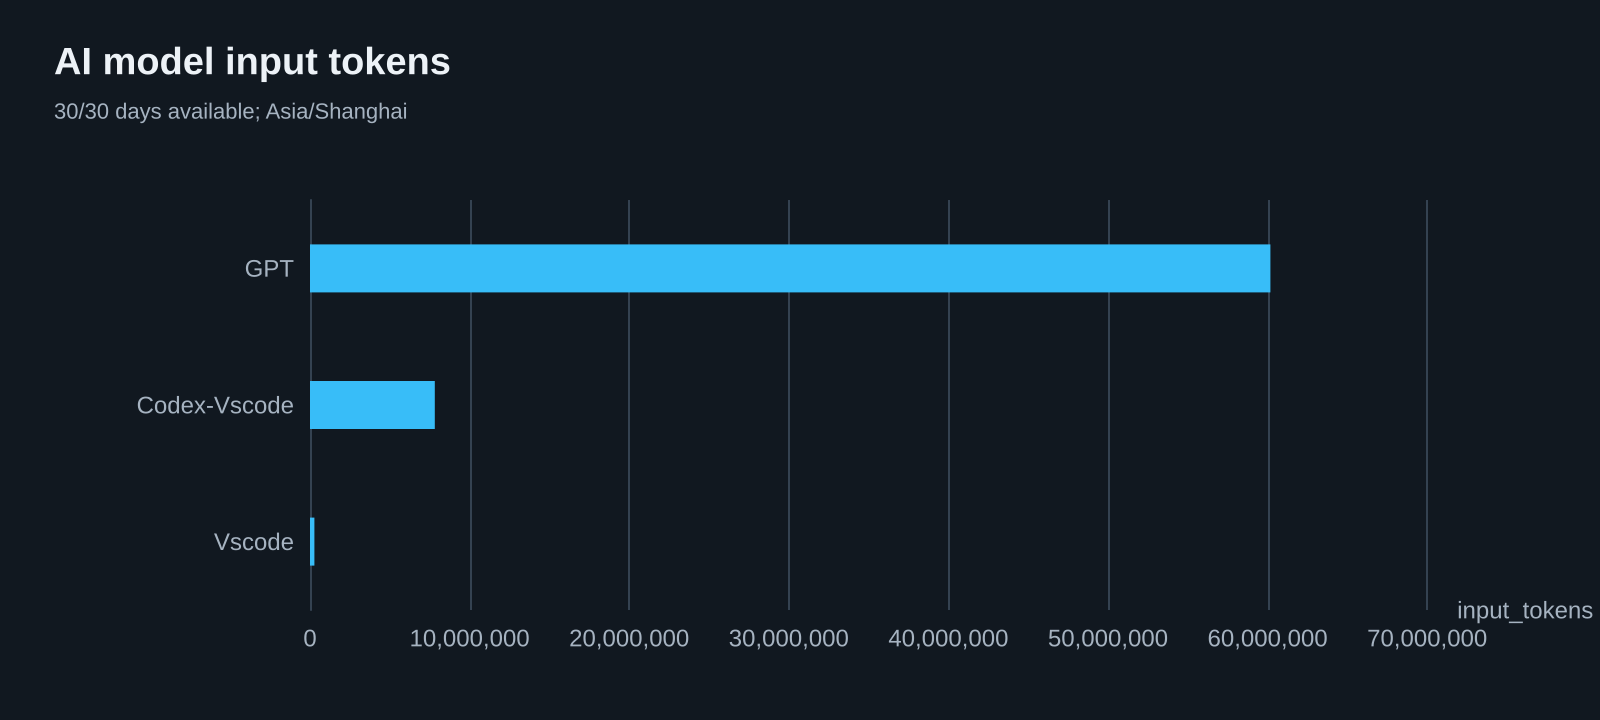 AI model input tokens
30/30 days available; Asia/Shanghai
GPT
Codex-Vscode
Vscode
input_tokens
0 10,000,000 20,000,000 30,000,000 40,000,000 50,000,000 60,000,000 70,000,000